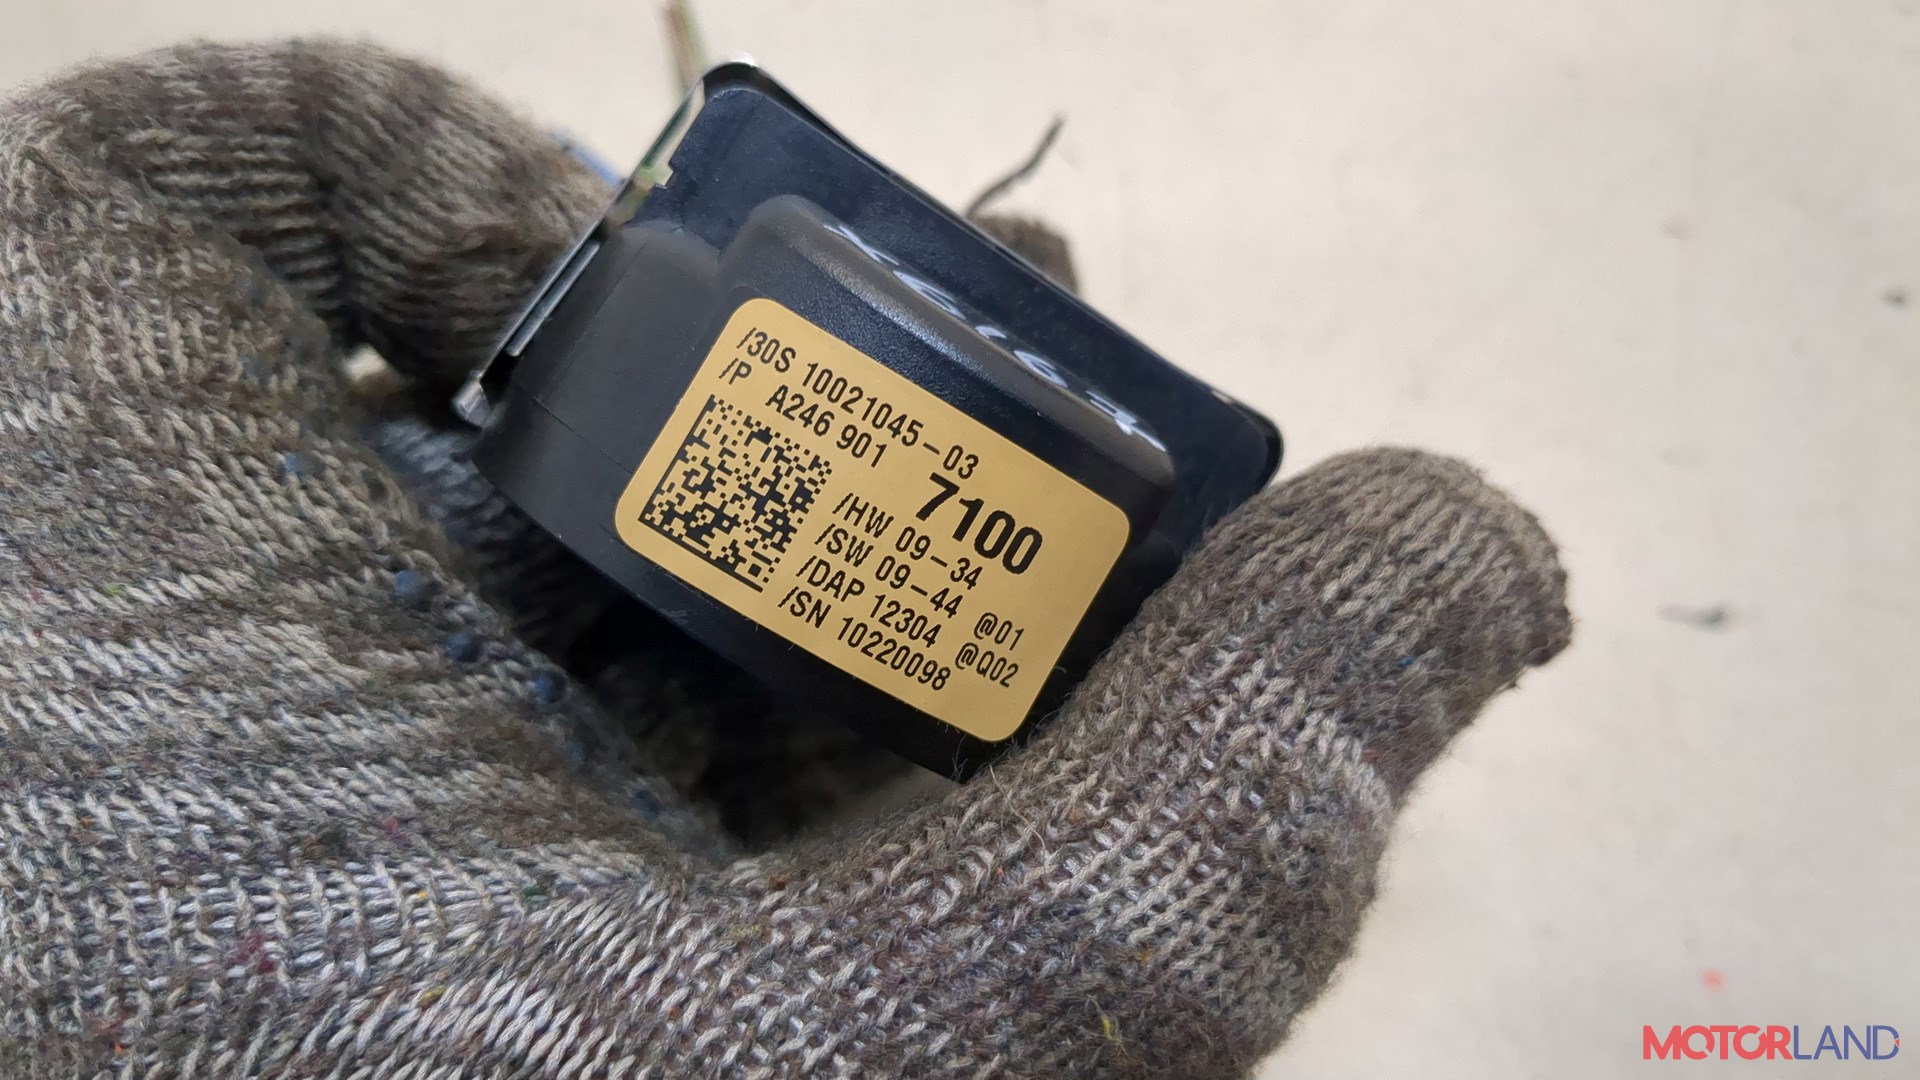 /30S 10021045-03
/P A246 901 7100
/HW 09-34
/SW 09-44 @01
/DAP 12304 @Q02
/SN 10220098
MOTORLAND